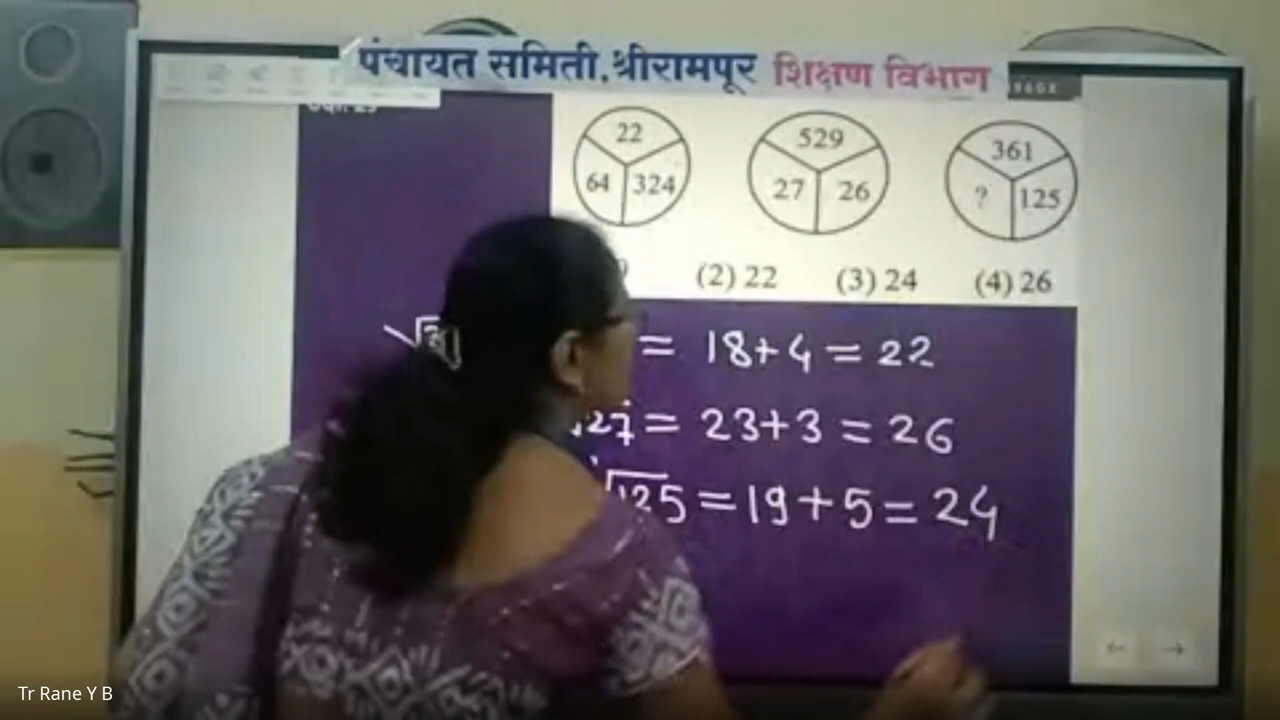 पंचायत समिती, श्रीरामपूर शिक्षण विभाग
22 529 361
64 324 27 26 ? 125
(2) 22 (3) 24 (4) 26
= 18+4 = 22
27 = 23+3 = 26
√125 = 19+5 = 24
Tr Rane Y B